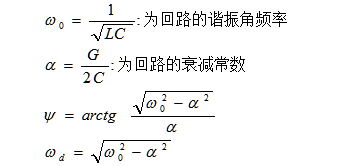 ω₀ = 1/√(LC) : 为回路的谐振角频率
α = G/2C : 为回路的衰减常数
ψ = arctg √(ω₀² − α²)/α
ω_d = √(ω₀² − α²)